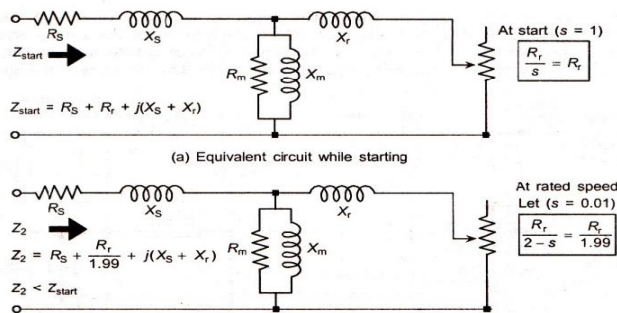 R_S
X_S
X_r
Z_start
R_m
X_m
At start (s = 1)
R_r / s = R_r
Z_start = R_S + R_r + j(X_S + X_r)
(a) Equivalent circuit while starting
R_S
X_S
X_r
Z_2
R_m
X_m
At rated speed
Let (s = 0.01)
R_r / 2 – s = R_r / 1.99
Z_2 = R_S + R_r / 1.99 + j(X_S + X_r)
Z_2 < Z_start